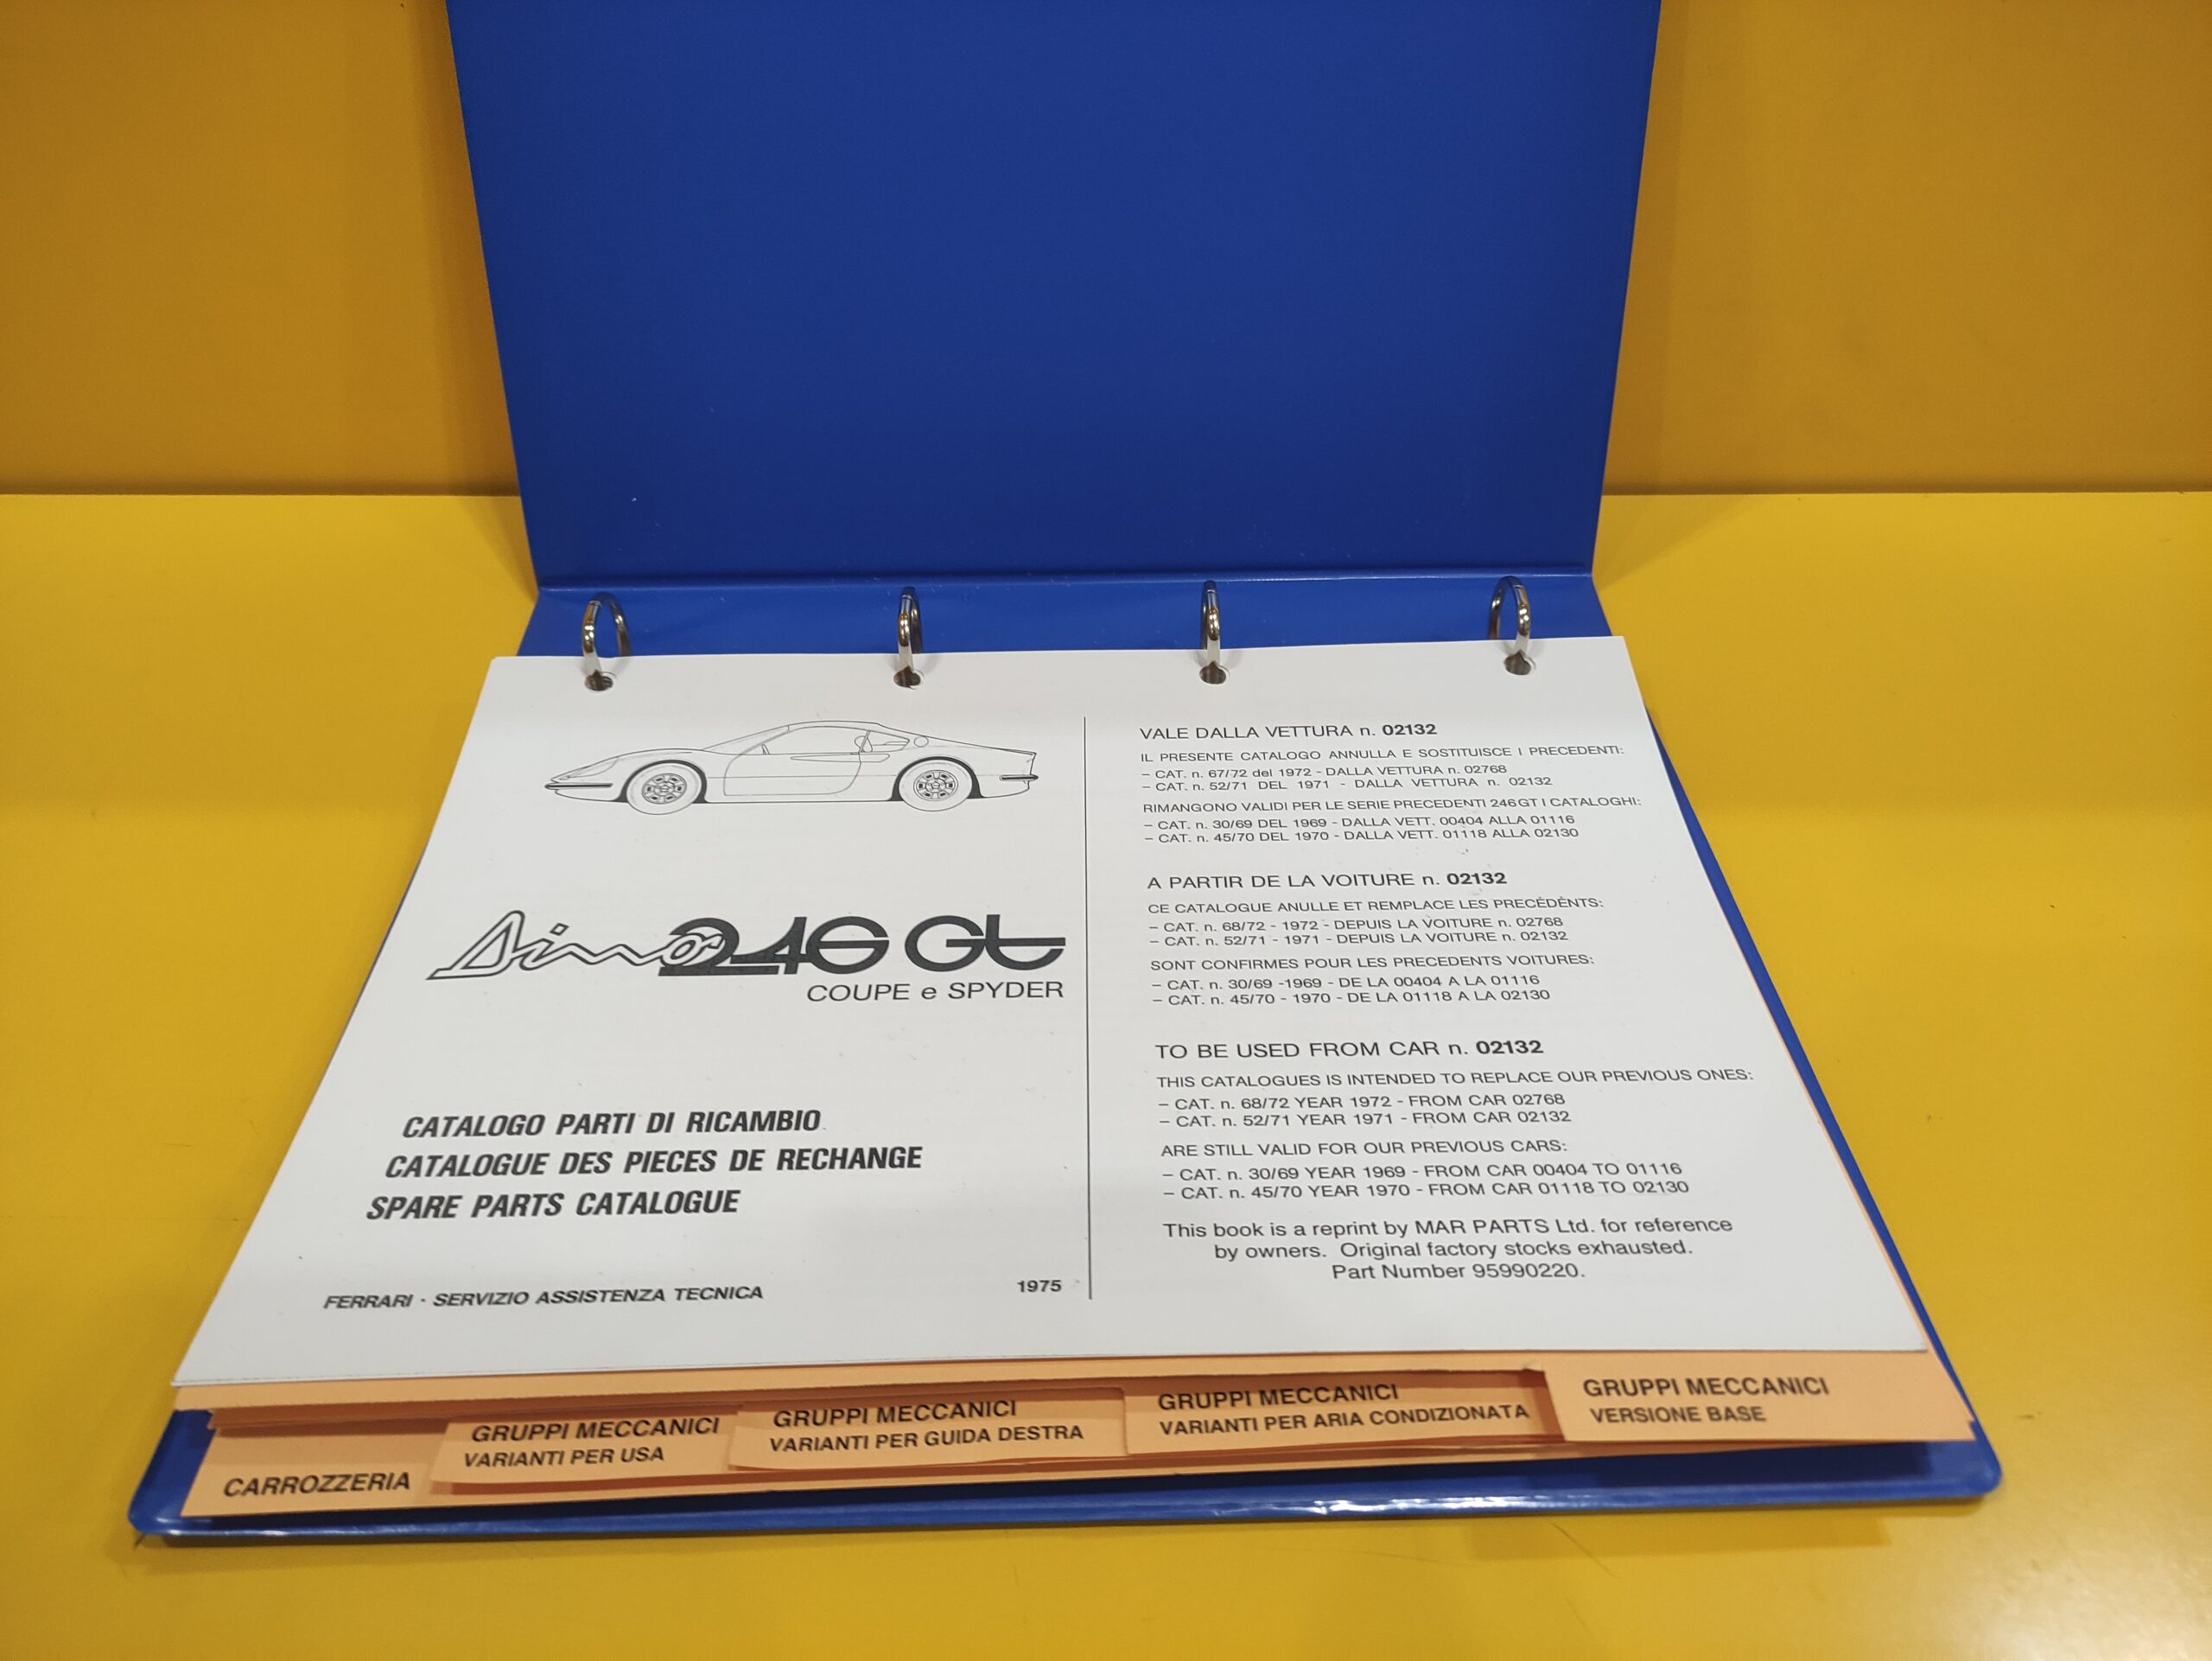 Dino 246 GT
COUPE e SPYDER
CATALOGO PARTI DI RICAMBIO
CATALOGUE DES PIECES DE RECHANGE
SPARE PARTS CATALOGUE
FERRARI - SERVIZIO ASSISTENZA TECNICA
1975
VALE DALLA VETTURA n. 02132
IL PRESENTE CATALOGO ANNULLA E SOSTITUISCE I PRECEDENTI:
– CAT. n. 67/72 del 1972 - DALLA VETTURA n. 02768
– CAT. n. 52/71 DEL 1971 - DALLA VETTURA n. 02132
RIMANGONO VALIDI PER LE SERIE PRECEDENTI 246GT I CATALOGHI:
– CAT. n. 30/69 DEL 1969 - DALLA VETT. 00404 ALLA 01116
– CAT. n. 45/70 DEL 1970 - DALLA VETT. 01118 ALLA 02130
A PARTIR DE LA VOITURE n. 02132
CE CATALOGUE ANULLE ET REMPLACE LES PRECÉDÈNTS:
– CAT. n. 68/72 - 1972 - DEPUIS LA VOITURE n. 02768
– CAT. n. 52/71 - 1971 - DEPUIS LA VOITURE n. 02132
SONT CONFIRMES POUR LES PRECEDENTS VOITURES:
– CAT. n. 30/69 -1969 - DE LA 00404 A LA 01116
– CAT. n. 45/70 - 1970 - DE LA 01118 A LA 02130
TO BE USED FROM CAR n. 02132
THIS CATALOGUES IS INTENDED TO REPLACE OUR PREVIOUS ONES:
– CAT. n. 68/72 YEAR 1972 - FROM CAR 02768
– CAT. n. 52/71 YEAR 1971 - FROM CAR 02132
ARE STILL VALID FOR OUR PREVIOUS CARS:
– CAT. n. 30/69 YEAR 1969 - FROM CAR 00404 TO 01116
– CAT. n. 45/70 YEAR 1970 - FROM CAR 01118 TO 02130
This book is a reprint by MAR PARTS Ltd. for reference
by owners. Original factory stocks exhausted.
Part Number 95990220.
CARROZZERIA
GRUPPI MECCANICI
VARIANTI PER USA
GRUPPI MECCANICI
VARIANTI PER GUIDA DESTRA
GRUPPI MECCANICI
VARIANTI PER ARIA CONDIZIONATA
GRUPPI MECCANICI
VERSIONE BASE